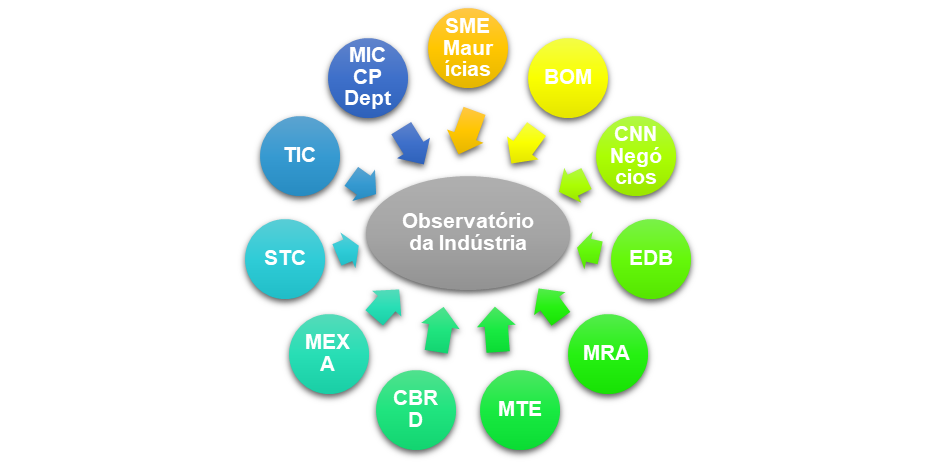 SME
Maur
ícias
BOM
CNN
Negó
cios
EDB
MRA
MTE
CBR
D
MEX
A
STC
TIC
MIC
CP
Dept
Observatório
da Indústria